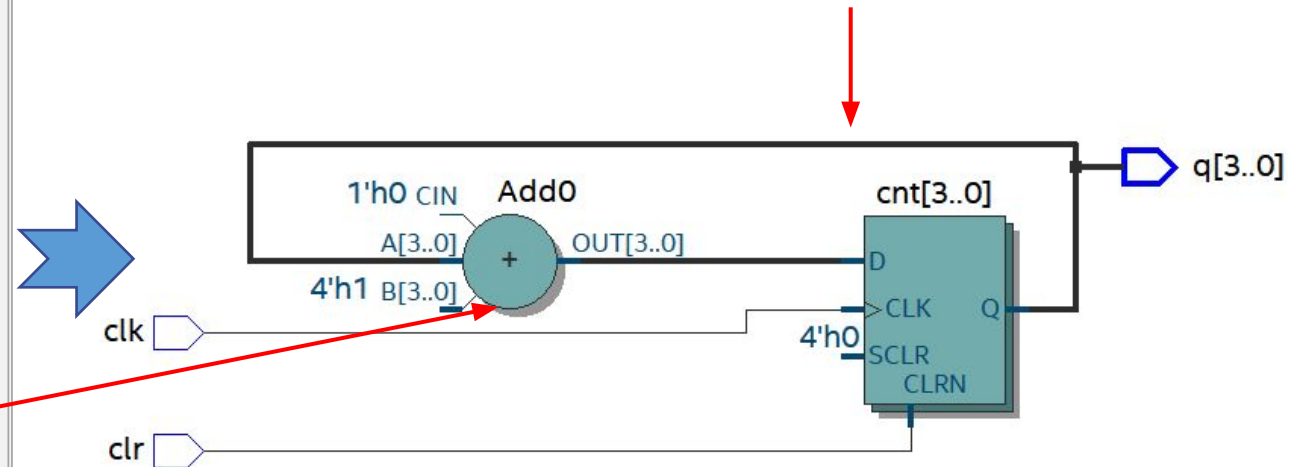 q[3..0]
1'h0 CIN
Add0
cnt[3..0]
A[3..0]
+
OUT[3..0]
D
4'h1 B[3..0]
clk
CLK
Q
4'h0
SCLR
CLRN
clr